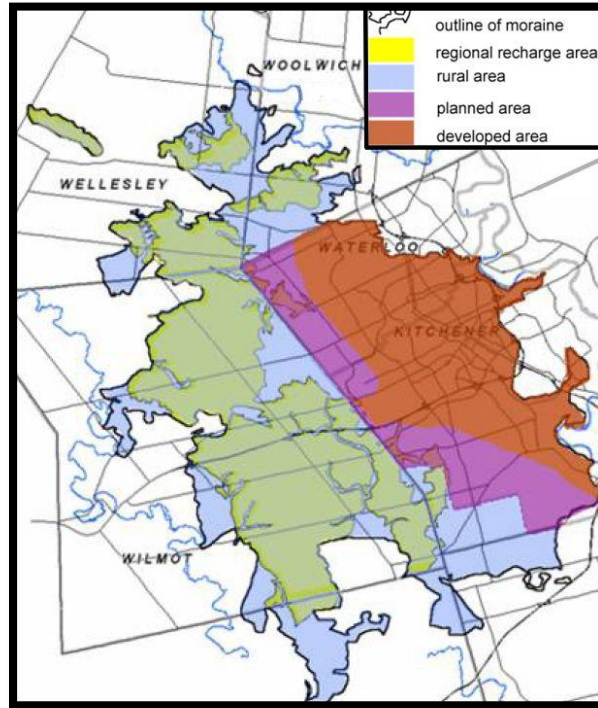 outline of moraine
regional recharge area
rural area
planned area
developed area
WOOLWICH
WELLESLEY
WATERLOO
KITCHENER
WILMOT